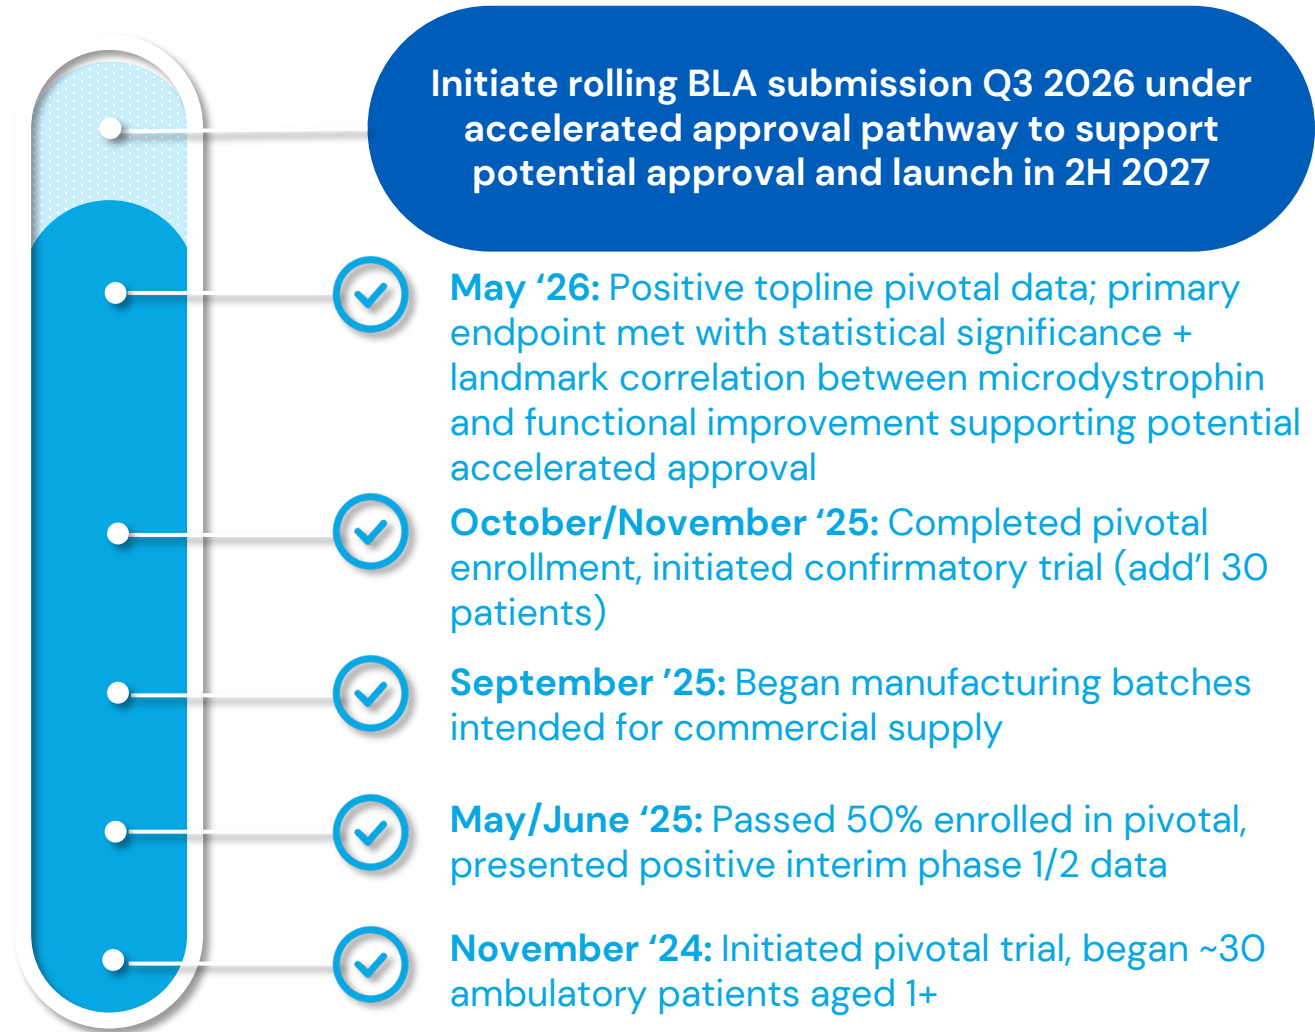 Initiate rolling BLA submission Q3 2026 under
accelerated approval pathway to support
potential approval and launch in 2H 2027
May ‘26: Positive topline pivotal data; primary
endpoint met with statistical significance +
landmark correlation between microdystrophin
and functional improvement supporting potential
accelerated approval
October/November ‘25: Completed pivotal
enrollment, initiated confirmatory trial (add’l 30
patients)
September ’25: Began manufacturing batches
intended for commercial supply
May/June ‘25: Passed 50% enrolled in pivotal,
presented positive interim phase 1/2 data
November ‘24: Initiated pivotal trial, began ~30
ambulatory patients aged 1+